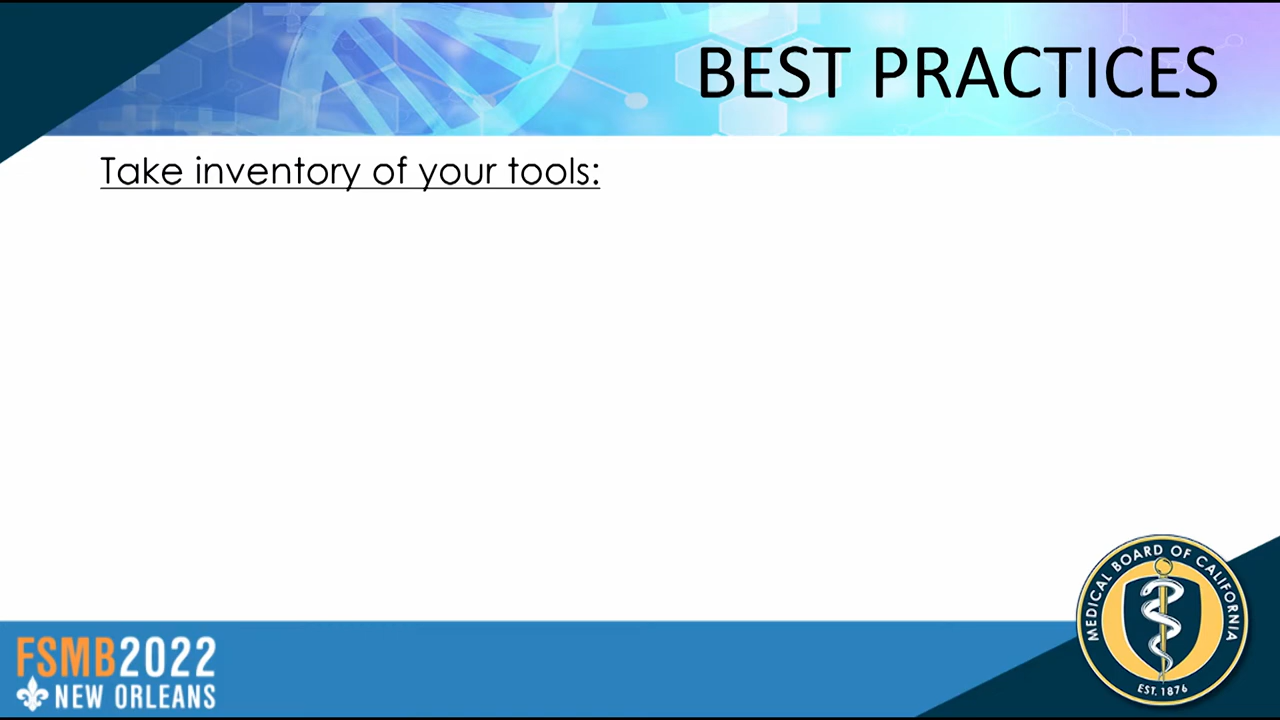 BEST PRACTICES
Take inventory of your tools:
FSMB2022
NEW ORLEANS
MEDICAL BOARD OF CALIFORNIA
EST. 1876